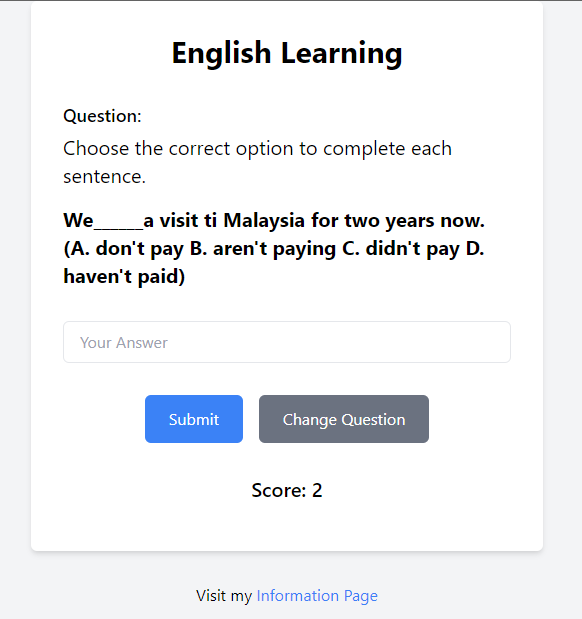 English Learning
Question:
Choose the correct option to complete each
sentence.
We______a visit ti Malaysia for two years now.
(A. don't pay B. aren't paying C. didn't pay D.
haven't paid)
Your Answer
Submit
Change Question
Score: 2
Visit my Information Page